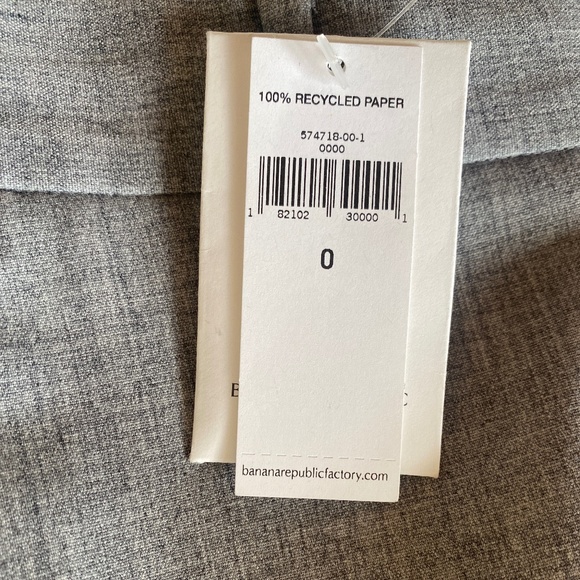 100% RECYCLED PAPER
574718-00-1
0000
1 82102 30000 1
0
B C
bananarepublicfactory.com